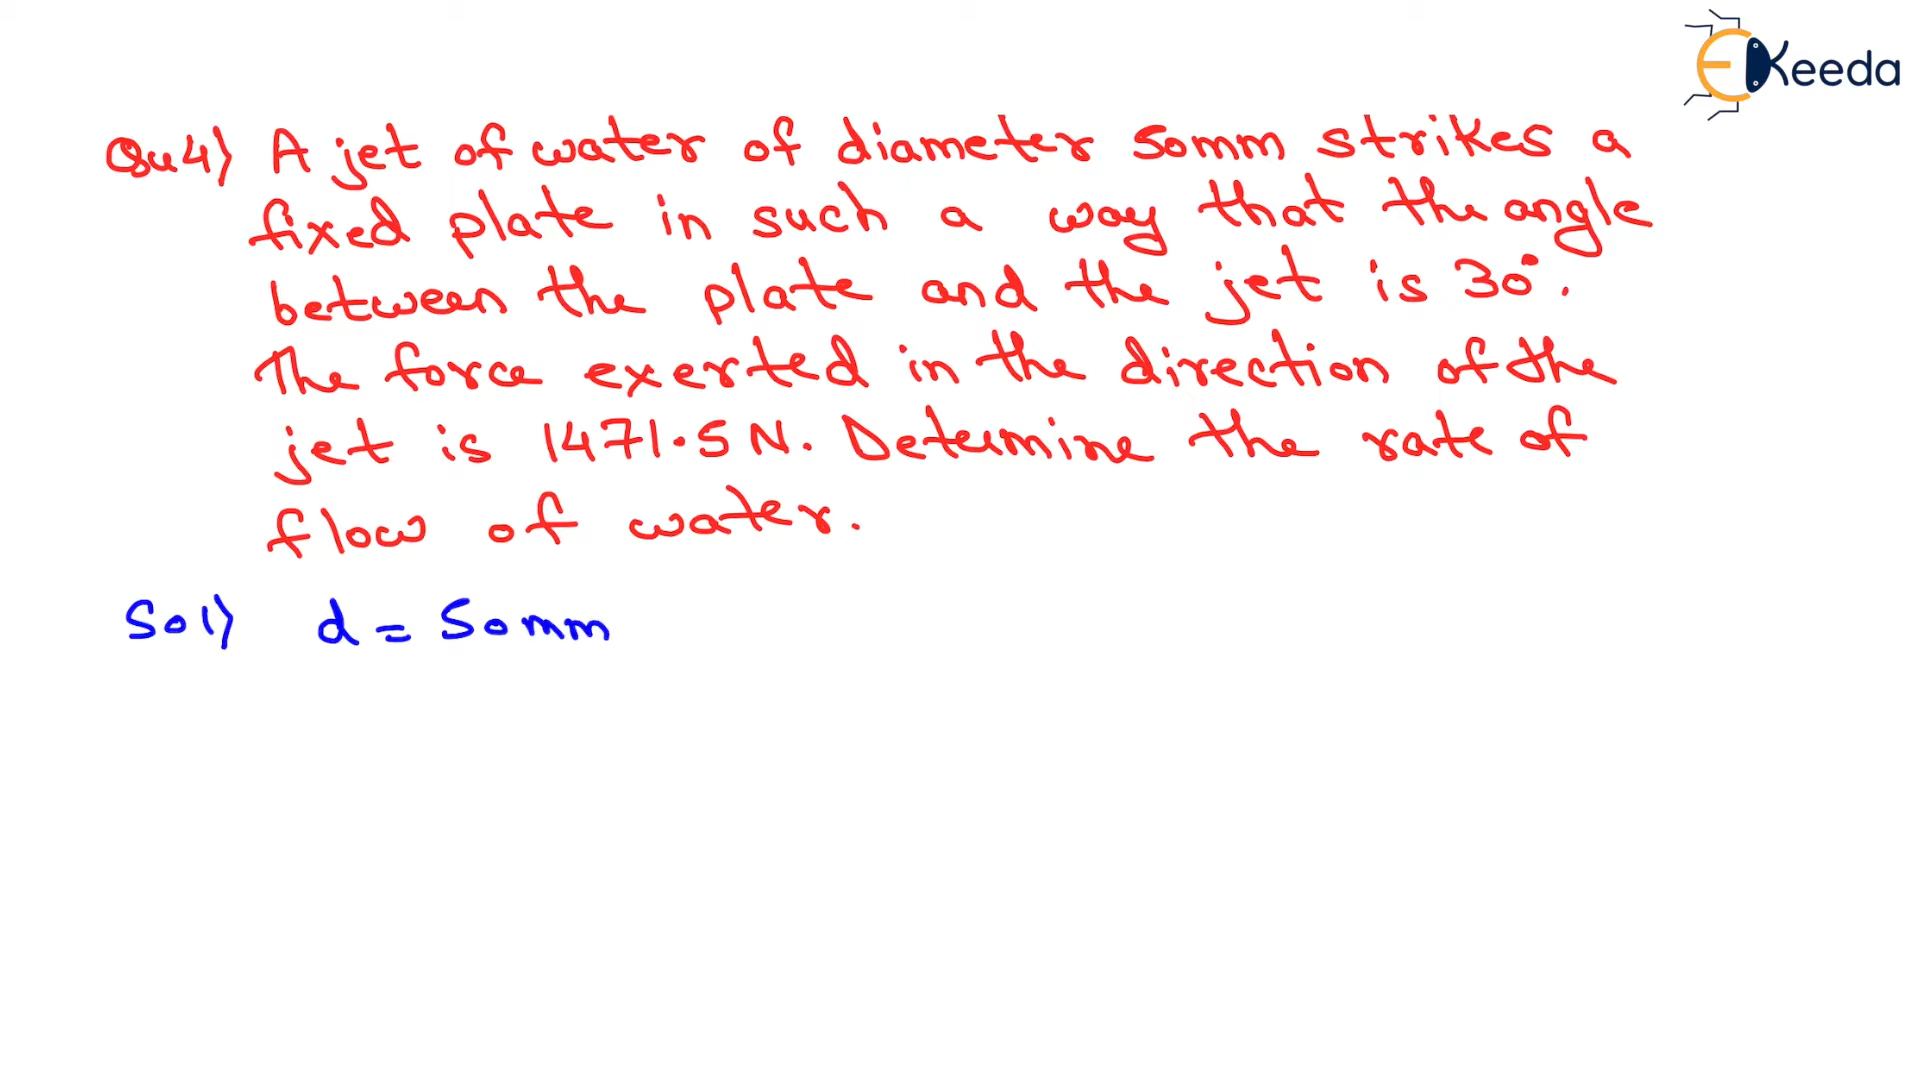 EKeeda
Qu4) A jet of water of diameter 50mm strikes a
fixed plate in such a way that the angle
between the plate and the jet is 30°.
The force exerted in the direction of the
jet is 1471.5 N. Determine the rate of
flow of water.
Sol) d = 50mm